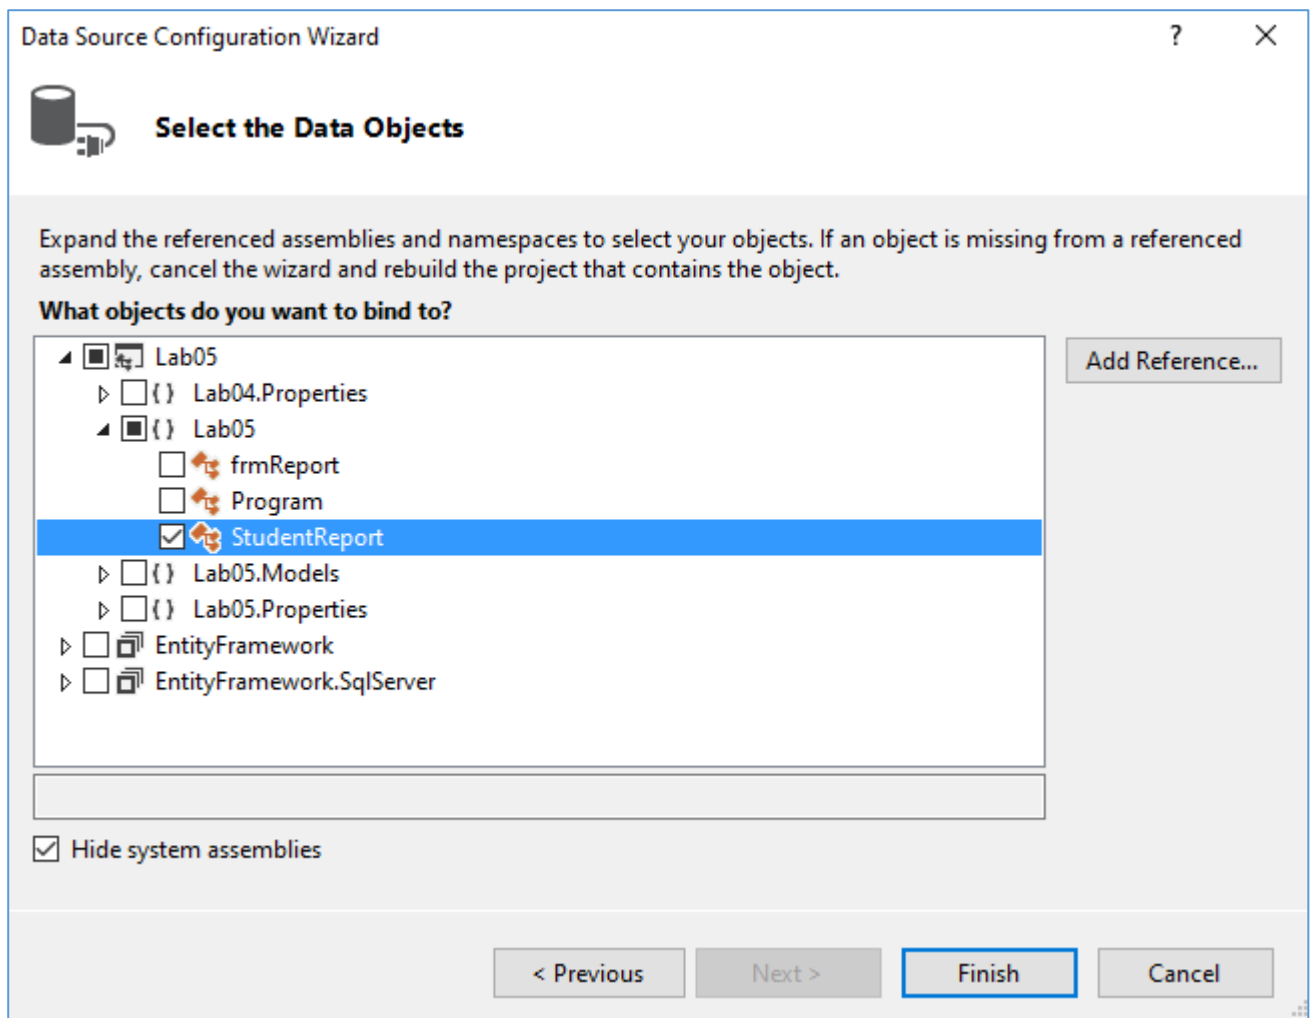 Data Source Configuration Wizard
?
Select the Data Objects
Expand the referenced assemblies and namespaces to select your objects. If an object is missing from a referenced
assembly, cancel the wizard and rebuild the project that contains the object.
What objects do you want to bind to?
Lab05
Add Reference...
{ } Lab04.Properties
{ } Lab05
frmReport
Program
StudentReport
{ } Lab05.Models
{ } Lab05.Properties
EntityFramework
EntityFramework.SqlServer
Hide system assemblies
< Previous
Next >
Finish
Cancel